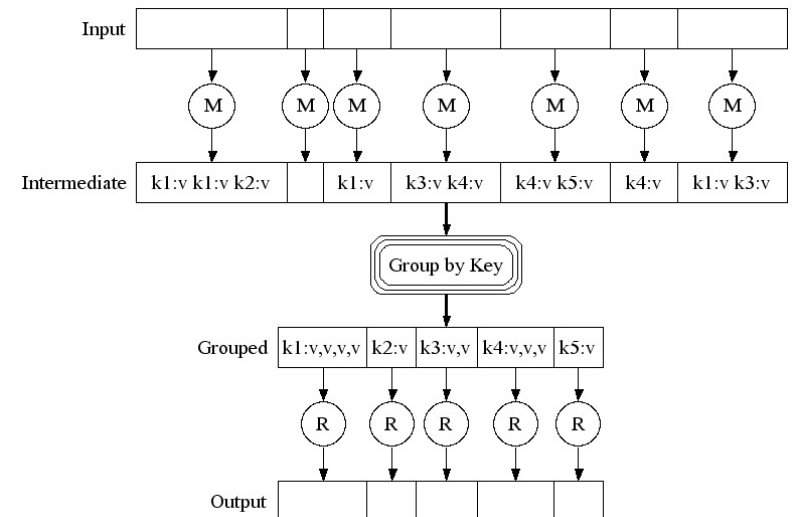 Input
M M M M M M M
Intermediate k1:v k1:v k2:v k1:v k3:v k4:v k4:v k5:v k4:v k1:v k3:v
Group by Key
Grouped k1:v,v,v,v k2:v k3:v,v k4:v,v,v k5:v
R R R R R
Output